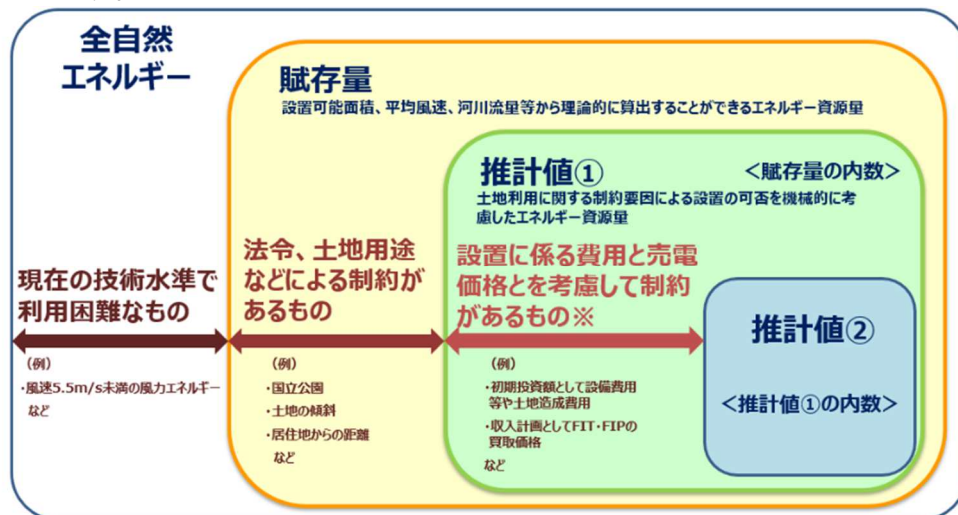 全自然
エネルギー
賦存量
設置可能面積、平均風速、河川流量等から理論的に算出することができるエネルギー資源量
推計値①
<賦存量の内数>
土地利用に関する制約要因による設置の可否を機械的に考
慮したエネルギー資源量
現在の技術水準で
利用困難なもの
(例)
・風速5.5m/s未満の風力エネルギー
など
法令、土地用途
などによる制約が
あるもの
(例)
・国立公園
・土地の傾斜
・居住地からの距離
など
設置に係る費用と売電
価格とを考慮して制約
があるもの※
(例)
・初期投資額として設備費用
等や土地造成費用
・収入計画としてFIT・FIPの
買取価格
など
推計値②
<推計値①の内数>